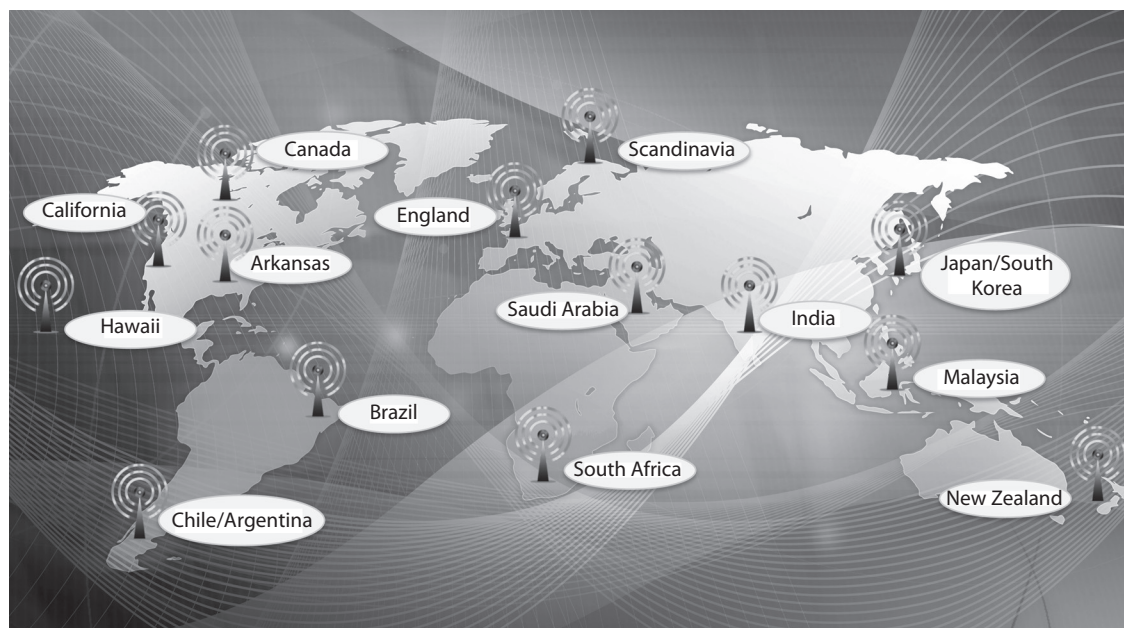 Canada
Scandinavia
California
England
Arkansas
Japan/South
Korea
Saudi Arabia
India
Hawaii
Malaysia
Brazil
South Africa
New Zealand
Chile/Argentina